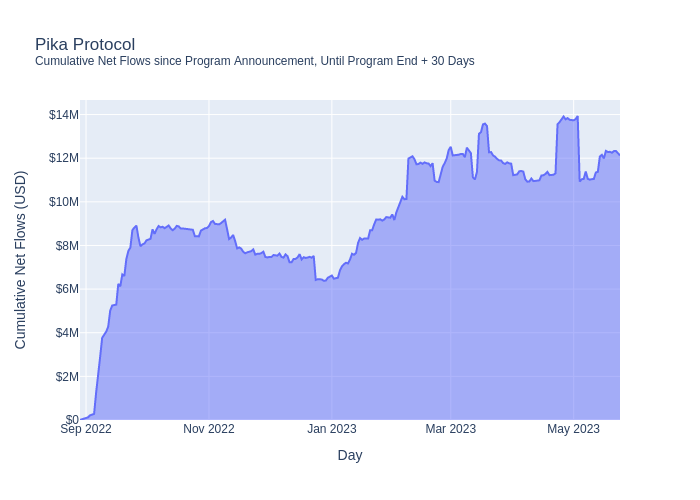 Pika Protocol
Cumulative Net Flows since Program Announcement, Until Program End + 30 Days
Cumulative Net Flows (USD)
$14M
$12M
$10M
$8M
$6M
$4M
$2M
$0
Sep 2022
Nov 2022
Jan 2023
Mar 2023
May 2023
Day